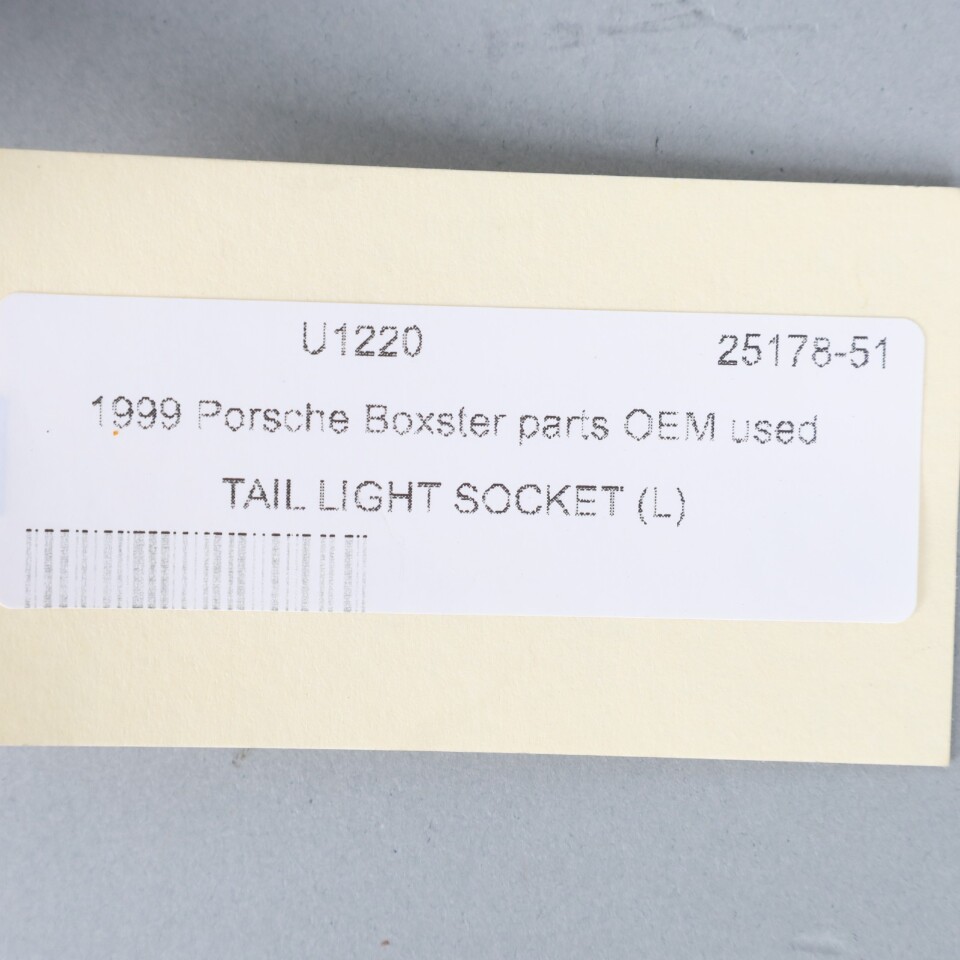 U1220 25178-51
1999 Porsche Boxster parts OEM used
TAIL LIGHT SOCKET (L)